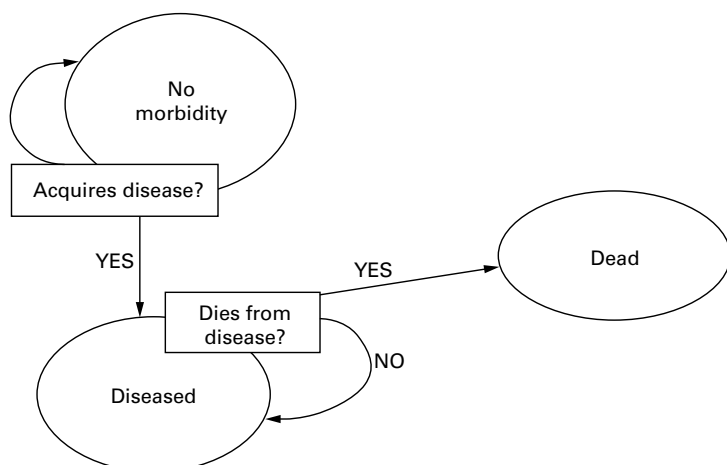 No
morbidity
Acquires disease?
YES
YES
Dead
Dies from
disease?
NO
Diseased